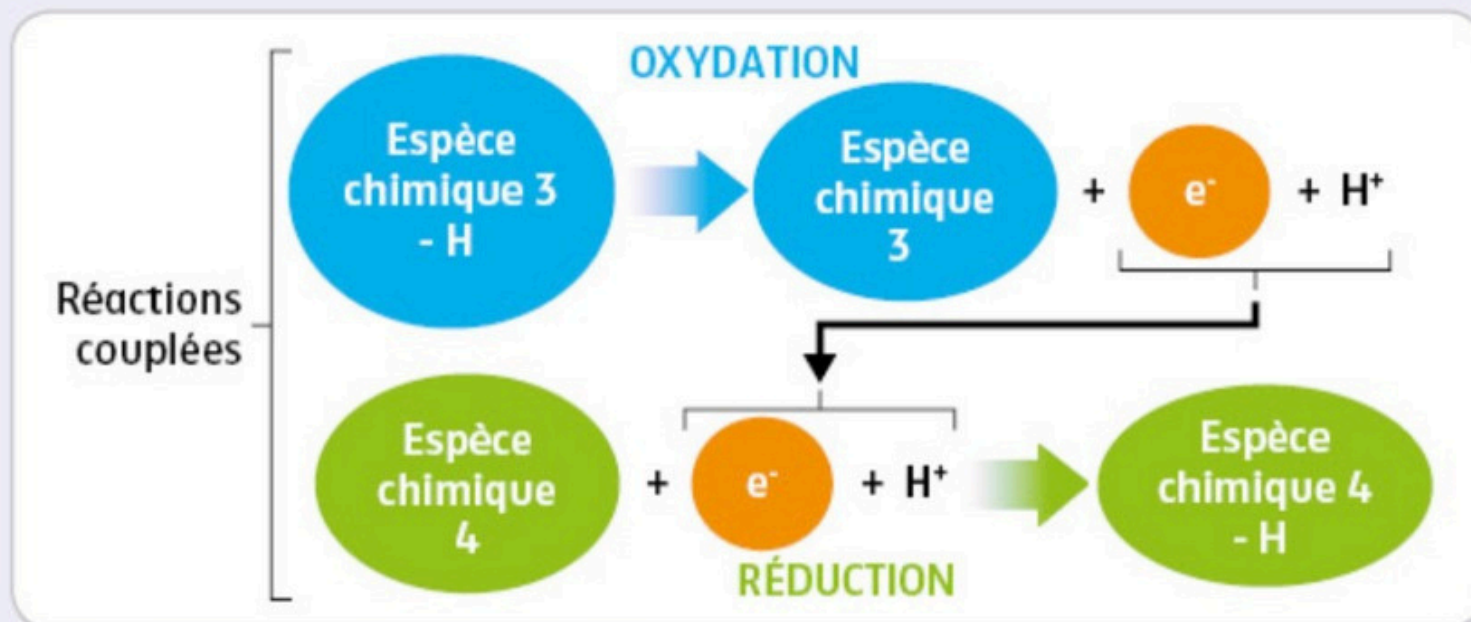 OXYDATION
Espèce
chimique 3
- H
Espèce
chimique
3
+ e⁻ + H⁺
Réactions
couplées
Espèce
chimique
4
+ e⁻ + H⁺
Espèce
chimique 4
- H
RÉDUCTION